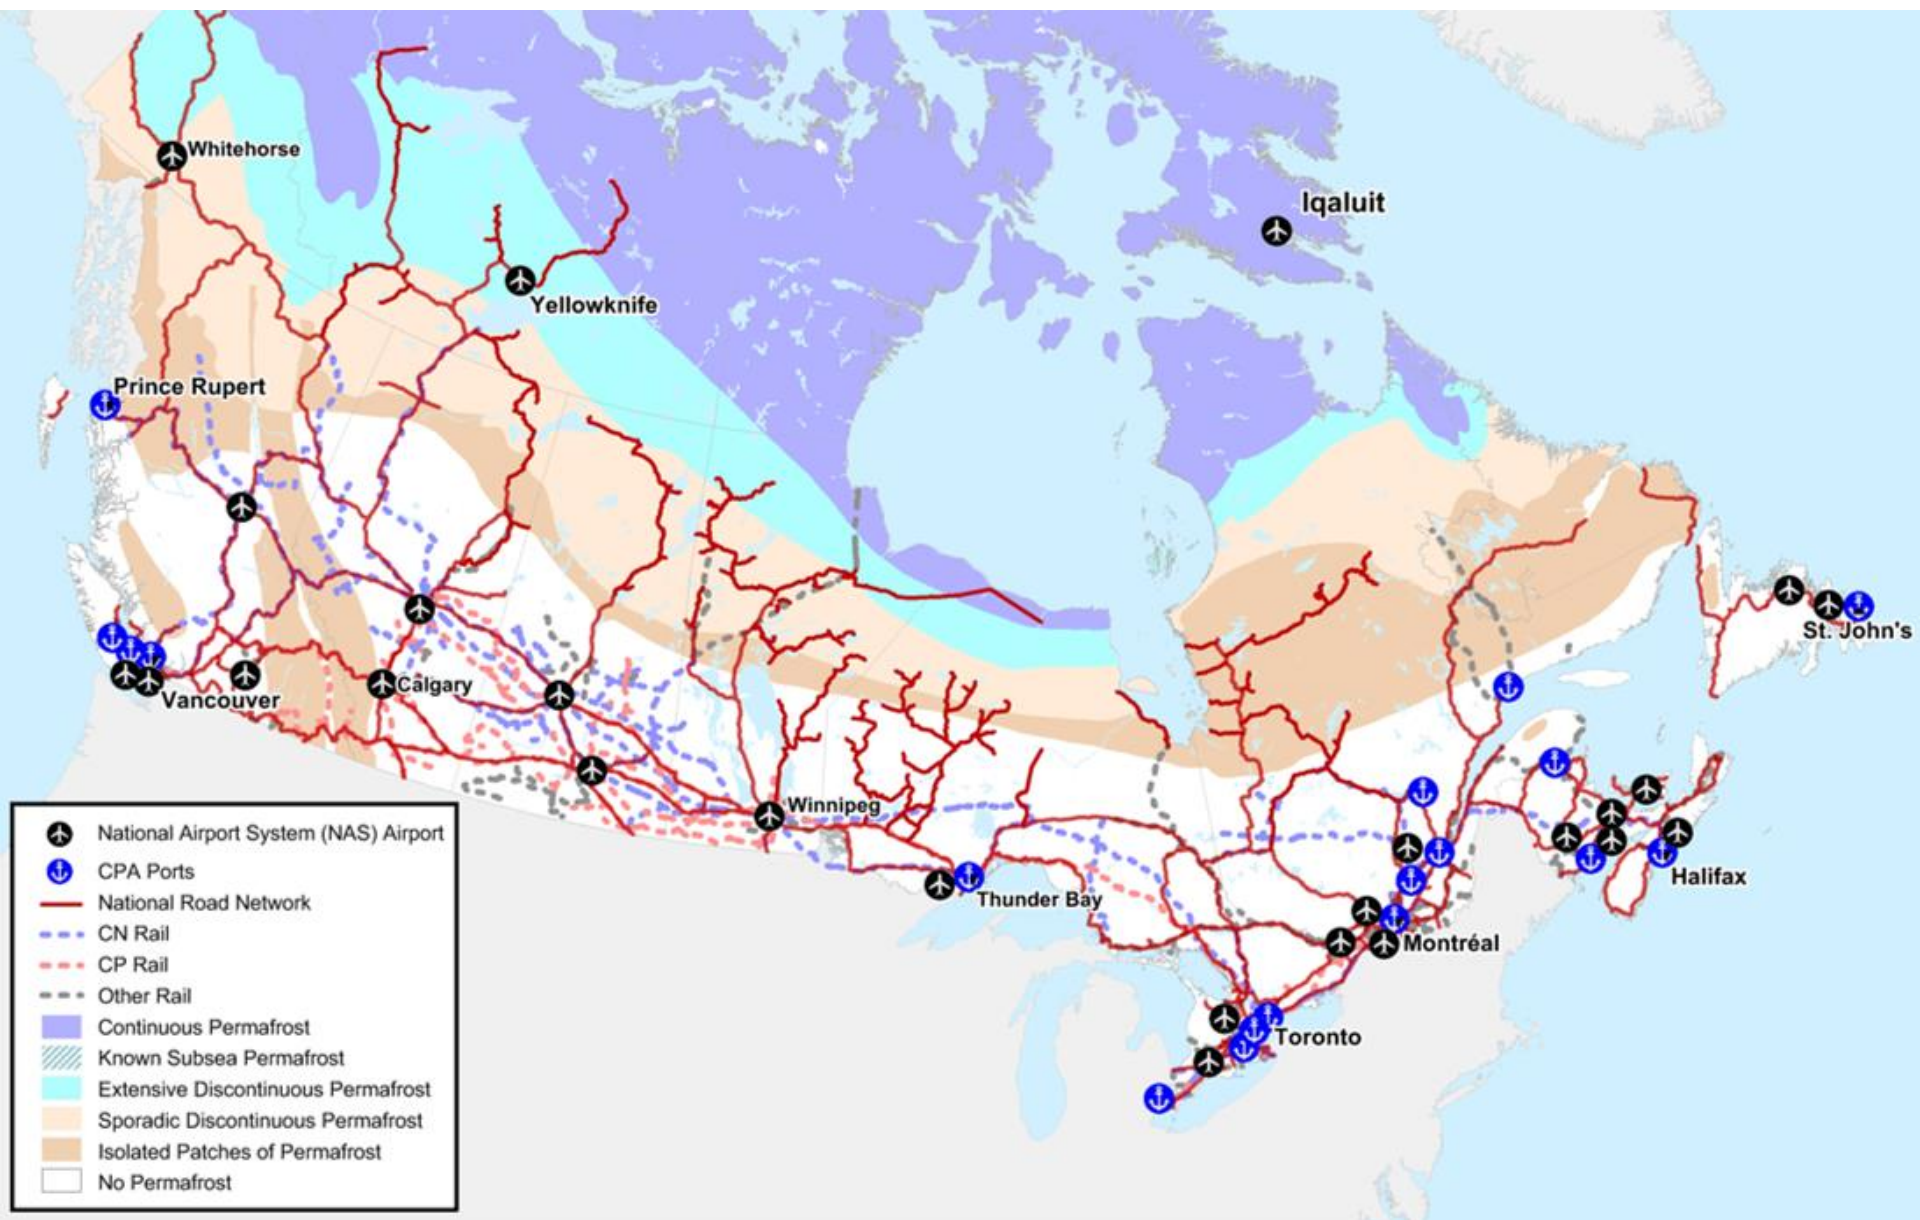 Whitehorse
Iqaluit
Yellowknife
Prince Rupert
St. John's
Calgary
Vancouver
Winnipeg
Halifax
Thunder Bay
Montréal
Toronto
National Airport System (NAS) Airport
CPA Ports
National Road Network
CN Rail
CP Rail
Other Rail
Continuous Permafrost
Known Subsea Permafrost
Extensive Discontinuous Permafrost
Sporadic Discontinuous Permafrost
Isolated Patches of Permafrost
No Permafrost